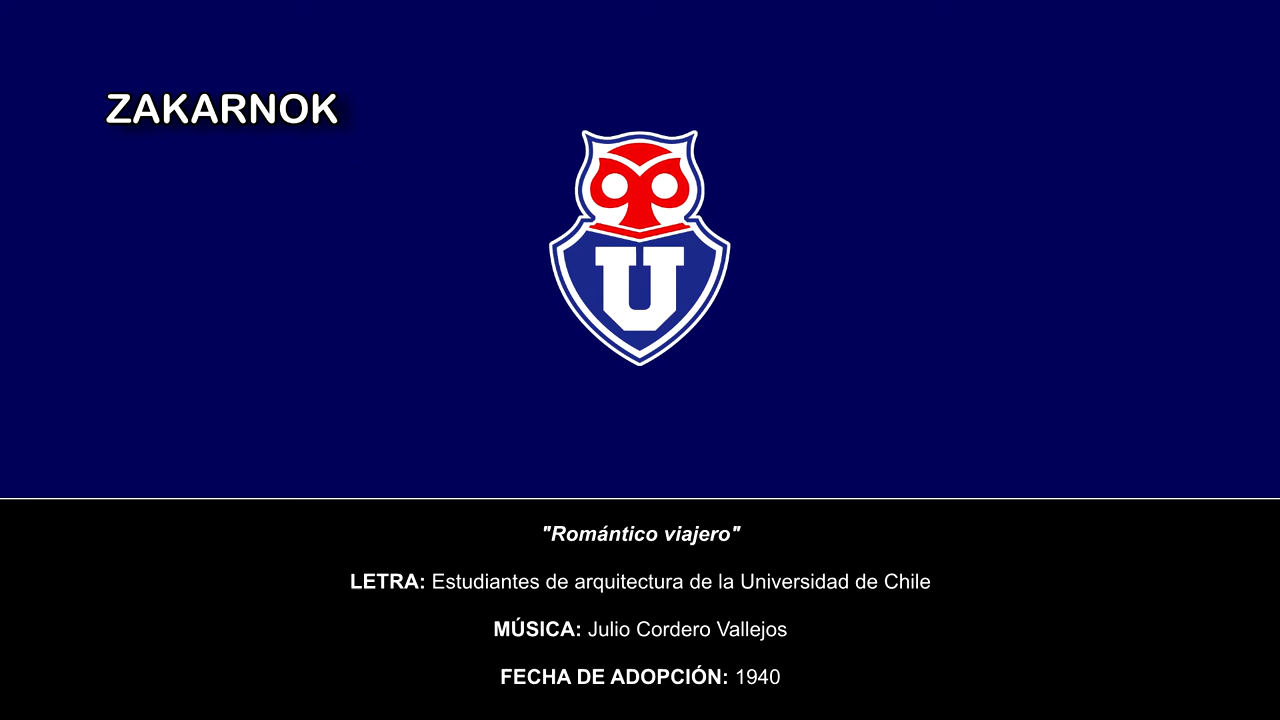 ZAKARNOK
U
"Romántico viajero"
LETRA: Estudiantes de arquitectura de la Universidad de Chile
MÚSICA: Julio Cordero Vallejos
FECHA DE ADOPCIÓN: 1940